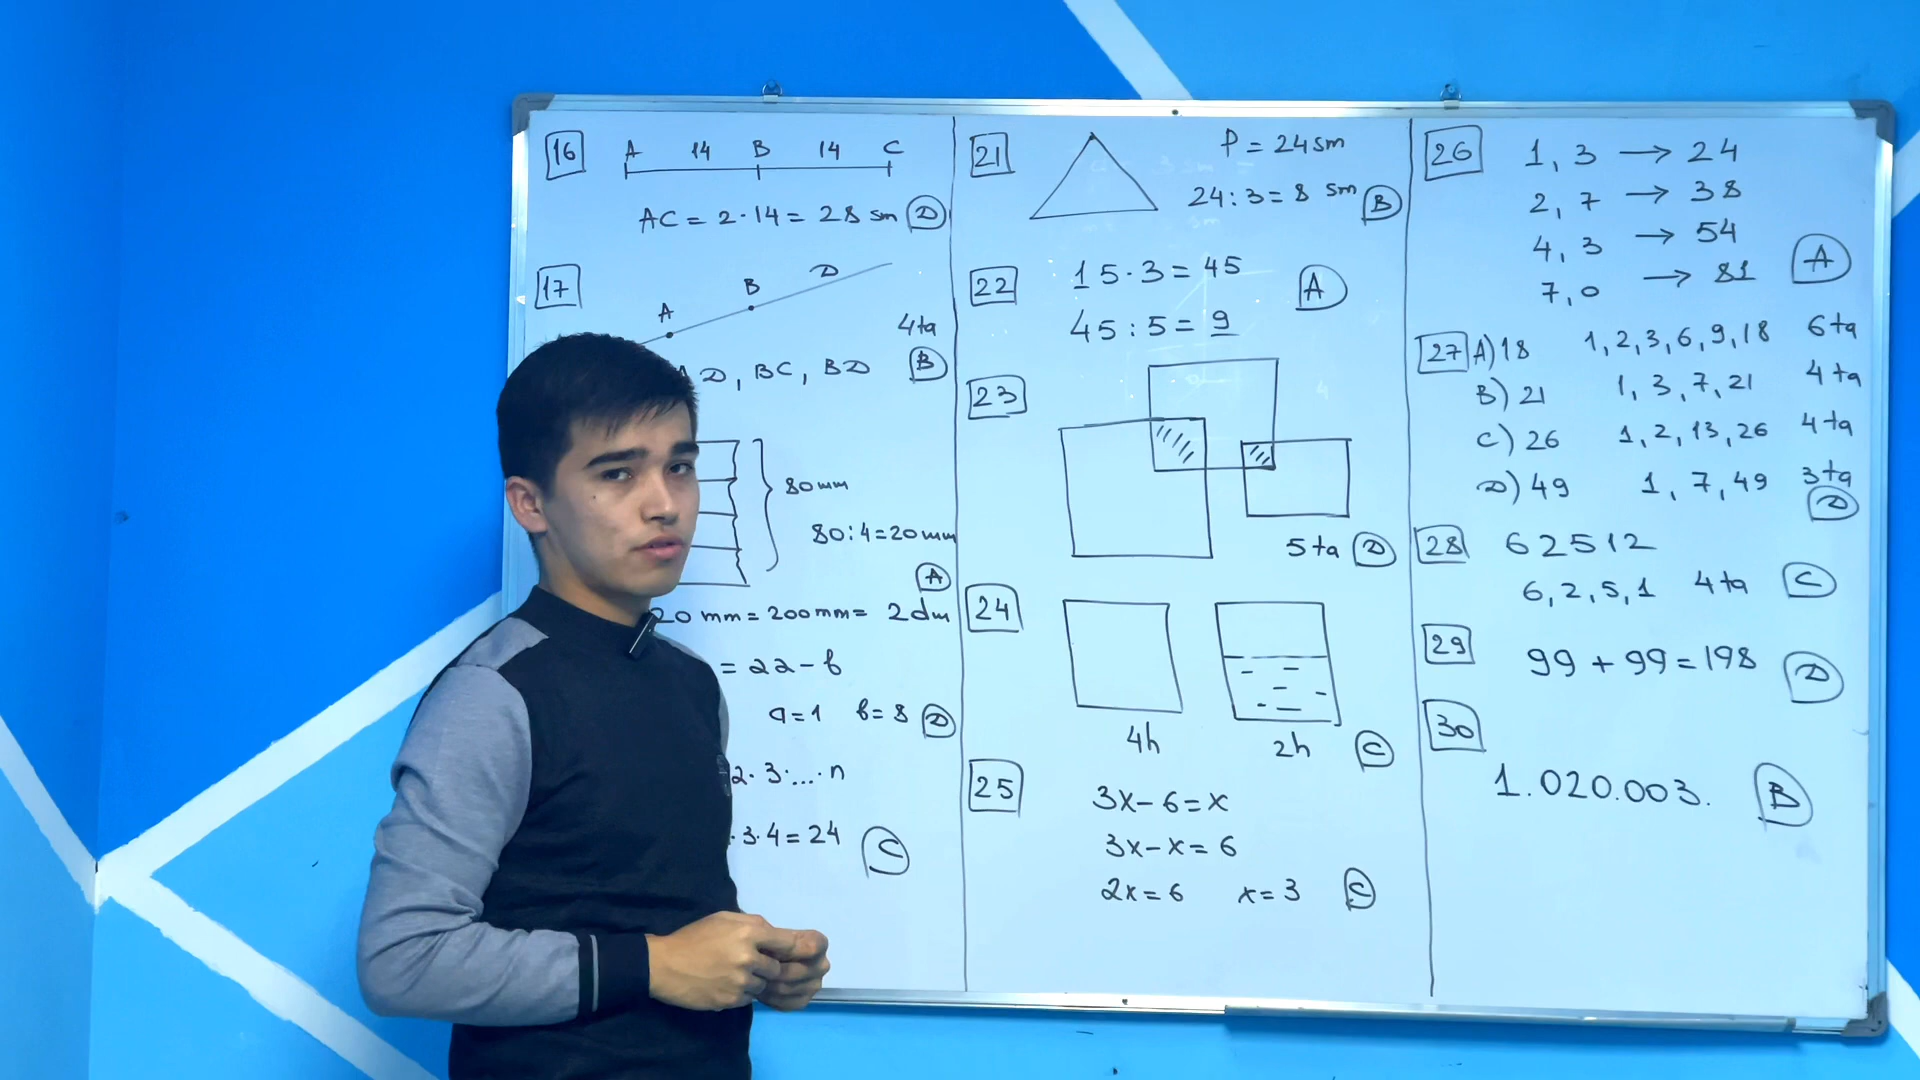 16 A 14 B 14 C
AC = 2·14 = 28 sm D
17
A B D
4ta
D, BC, BD B
80mm
80:4=20mm
A
20 mm = 200mm = 2dm
= 22-b
a=1 b=8 D
2·3·...·n
·3·4=24 C
21 P = 24sm
24:3=8 sm B
22 15·3=45 A
45:5=9
23
5ta D
24
4h 2h C
25 3x-6=x
3x-x=6
2x=6 x=3 C
26 1,3 → 24
2,7 → 38
4,3 → 54
7,0 → 81 A
27 A) 18 1,2,3,6,9,18 6ta
B) 21 1,3,7,21 4ta
C) 26 1,2,13,26 4ta
D) 49 1,7,49 3ta
D
28 62512
6,2,5,1 4ta C
29 99+99=198 D
30
1.020.003. B